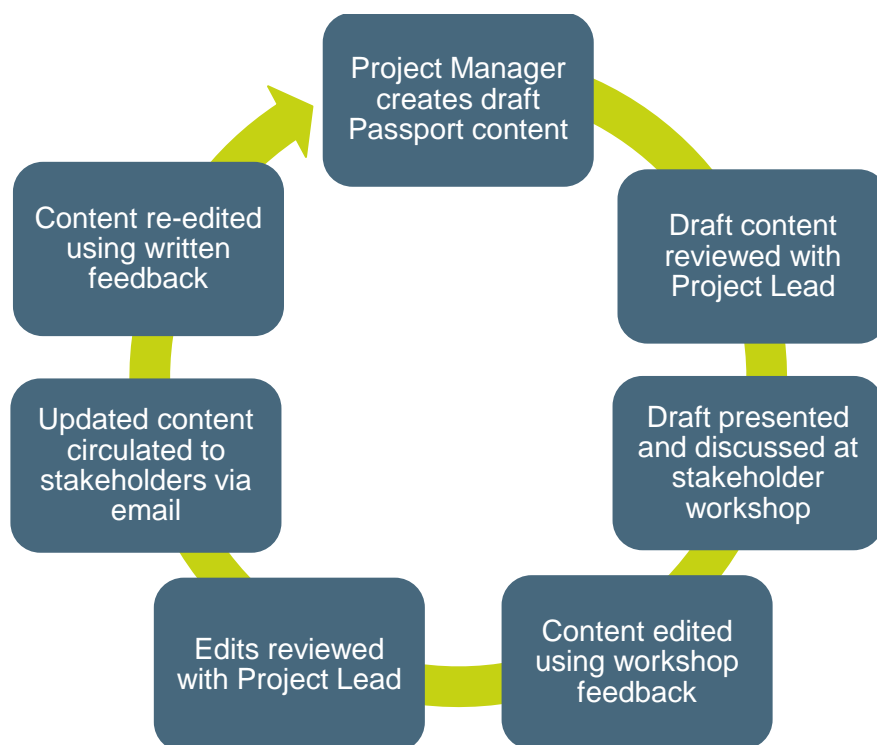 Project Manager
creates draft
Passport content
Draft content
reviewed with
Project Lead
Draft presented
and discussed at
stakeholder
workshop
Content edited
using workshop
feedback
Edits reviewed
with Project Lead
Updated content
circulated to
stakeholders via
email
Content re-edited
using written
feedback